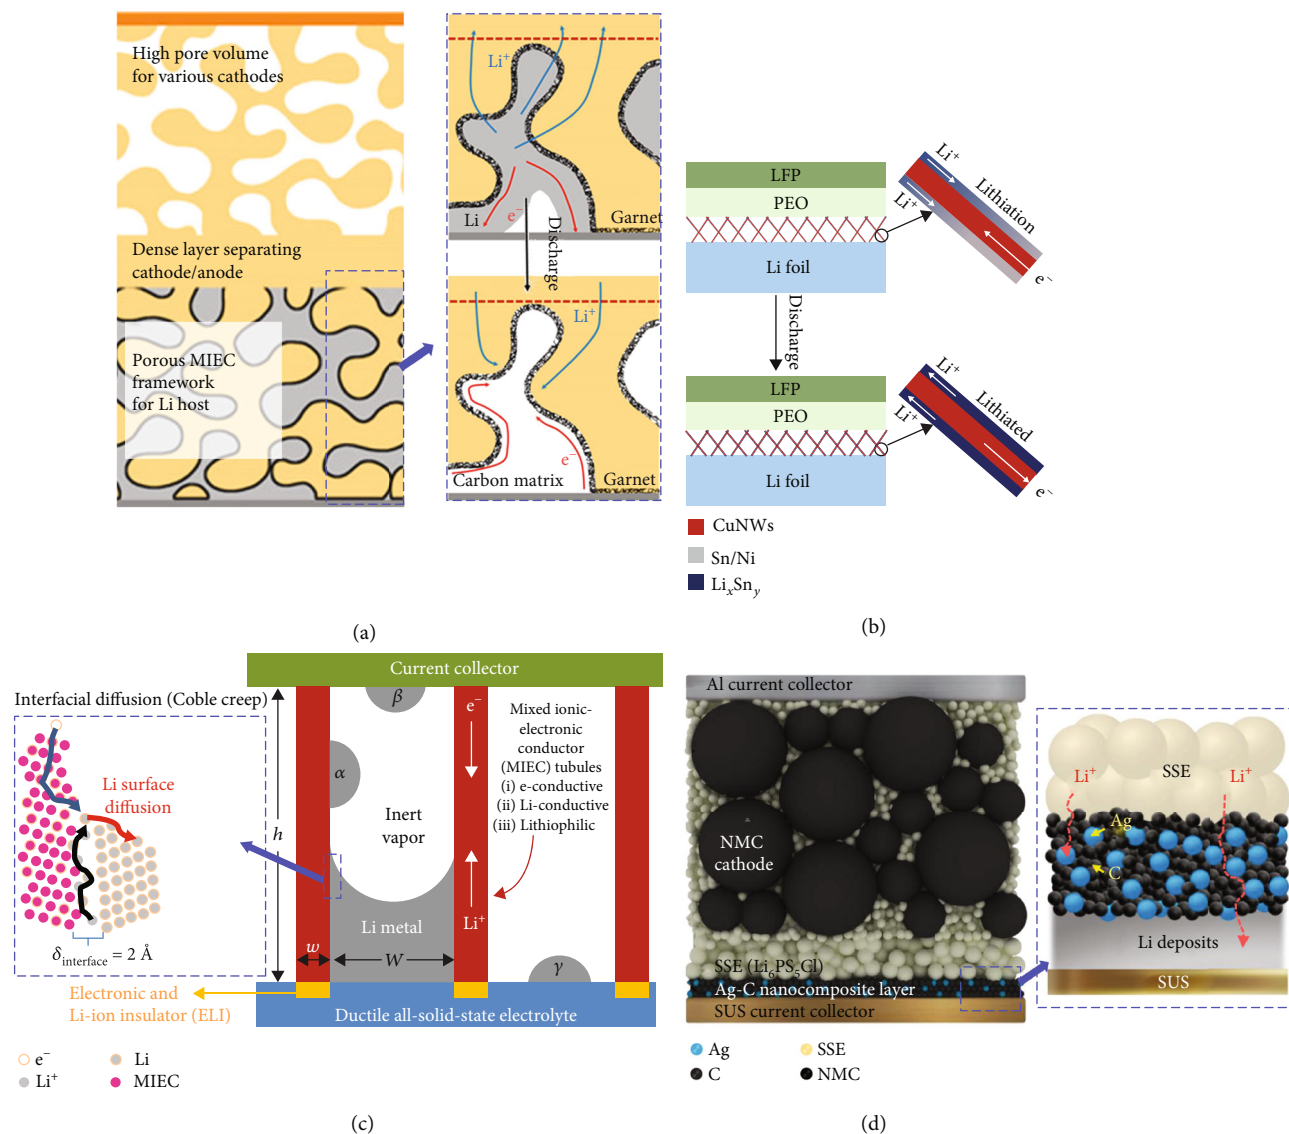 High pore volume
for various cathodes
Dense layer separating
cathode/anode
Porous MIEC
framework
for Li host
Li⁺
Li
e⁻
Garnet
Discharge
Li⁺
e⁻
Carbon matrix
Garnet
(a)
LFP
PEO
Li foil
Li⁺
Li⁺
Lithiation
e⁻
Discharge
LFP
PEO
Li foil
Li⁺
Li⁺
Lithiated
e⁻
CuNWs
Sn/Ni
LiₓSn_y
(b)
Current collector
Interfacial diffusion (Coble creep)
Li surface
diffusion
δ_interface = 2 Å
h
β
α
Inert
vapor
Li metal
w
W
e⁻
Li⁺
Mixed ionic-
electronic
conductor
(MIEC) tubules
(i) e-conductive
(ii) Li-conductive
(iii) Lithiophilic
γ
Electronic and
Li-ion insulator (ELI)
Ductile all-solid-state electrolyte
e⁻
Li
Li⁺
MIEC
(c)
Al current collector
NMC
cathode
SSE (Li₆PS₅Cl)
Ag-C nanocomposite layer
SUS current collector
Li⁺
SSE
Li⁺
Ag
C
Li deposits
SUS
Ag
SSE
C
NMC
(d)